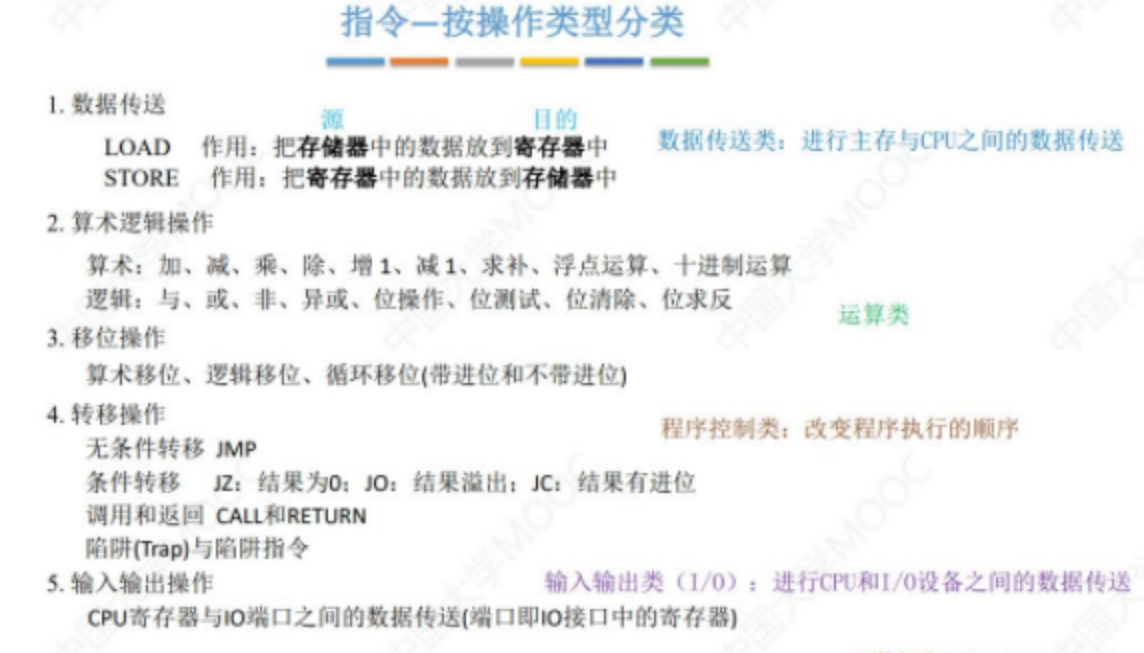 指令—按操作类型分类
1. 数据传送
源 目的
LOAD 作用：把存储器中的数据放到寄存器中 数据传送类：进行主存与CPU之间的数据传送
STORE 作用：把寄存器中的数据放到存储器中
2. 算术逻辑操作
算术：加、减、乘、除、增 1、减 1、求补、浮点运算、十进制运算
逻辑：与、或、非、异或、位操作、位测试、位清除、位求反
运算类
3. 移位操作
算术移位、逻辑移位、循环移位(带进位和不带进位)
4. 转移操作
程序控制类：改变程序执行的顺序
无条件转移 JMP
条件转移 JZ：结果为0；JO：结果溢出；JC：结果有进位
调用和返回 CALL和RETURN
陷阱(Trap)与陷阱指令
5. 输入输出操作 输入输出类（I/O）：进行CPU和I/O设备之间的数据传送
CPU寄存器与IO端口之间的数据传送(端口即IO接口中的寄存器)
中国大学MOOC